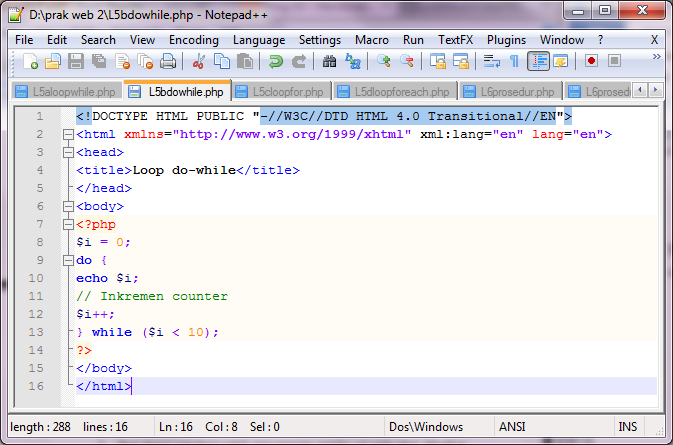 D:\prak web 2\L5bdowhile.php - Notepad++
File Edit Search View Encoding Language Settings Macro Run TextFX Plugins Window ? X
L5aloopwhile.php L5bdowhile.php L5cloopfor.php L5dloopforeach.php L6prosedur.php L6prosed
1 <!DOCTYPE HTML PUBLIC "-//W3C//DTD HTML 4.0 Transitional//EN">
2 <html xmlns="http://www.w3.org/1999/xhtml" xml:lang="en" lang="en">
3 <head>
4 <title>Loop do-while</title>
5 </head>
6 <body>
7 <?php
8 $i = 0;
9 do {
10 echo $i;
11 // Inkremen counter
12 $i++;
13 } while ($i < 10);
14 ?>
15 </body>
16 </html>
length : 288 lines : 16 Ln : 16 Col : 8 Sel : 0 Dos\Windows ANSI INS